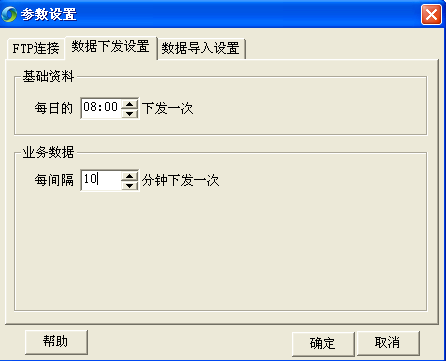 参数设置
FTP连接 数据下发设置 数据导入设置
基础资料
每日的 08:00 下发一次
业务数据
每间隔 10 分钟下发一次
帮助 确定 取消